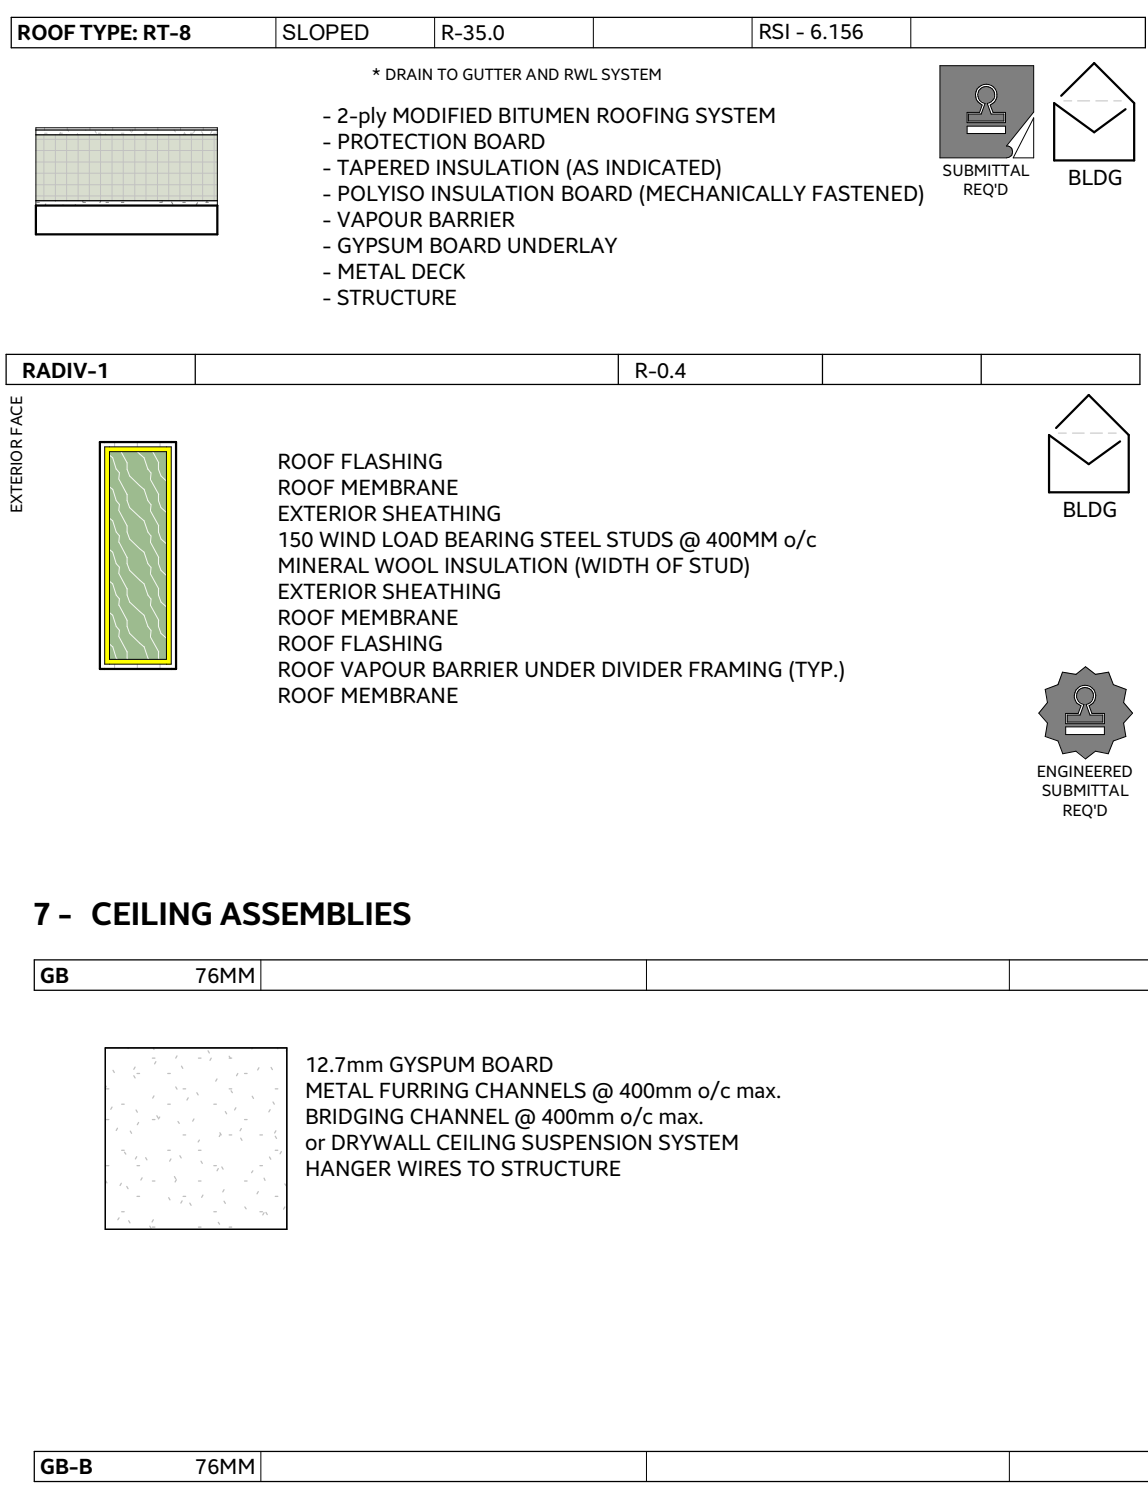 ROOF TYPE: RT-8 SLOPED R-35.0 RSI - 6.156
* DRAIN TO GUTTER AND RWL SYSTEM
- 2-ply MODIFIED BITUMEN ROOFING SYSTEM
- PROTECTION BOARD
- TAPERED INSULATION (AS INDICATED)
- POLYISO INSULATION BOARD (MECHANICALLY FASTENED)
- VAPOUR BARRIER
- GYPSUM BOARD UNDERLAY
- METAL DECK
- STRUCTURE
SUBMITTAL
REQ'D
BLDG
RADIV-1 R-0.4
EXTERIOR FACE
ROOF FLASHING
ROOF MEMBRANE
EXTERIOR SHEATHING
150 WIND LOAD BEARING STEEL STUDS @ 400MM o/c
MINERAL WOOL INSULATION (WIDTH OF STUD)
EXTERIOR SHEATHING
ROOF MEMBRANE
ROOF FLASHING
ROOF VAPOUR BARRIER UNDER DIVIDER FRAMING (TYP.)
ROOF MEMBRANE
BLDG
ENGINEERED
SUBMITTAL
REQ'D
7 - CEILING ASSEMBLIES
GB 76MM
12.7mm GYSPUM BOARD
METAL FURRING CHANNELS @ 400mm o/c max.
BRIDGING CHANNEL @ 400mm o/c max.
or DRYWALL CEILING SUSPENSION SYSTEM
HANGER WIRES TO STRUCTURE
GB-B 76MM